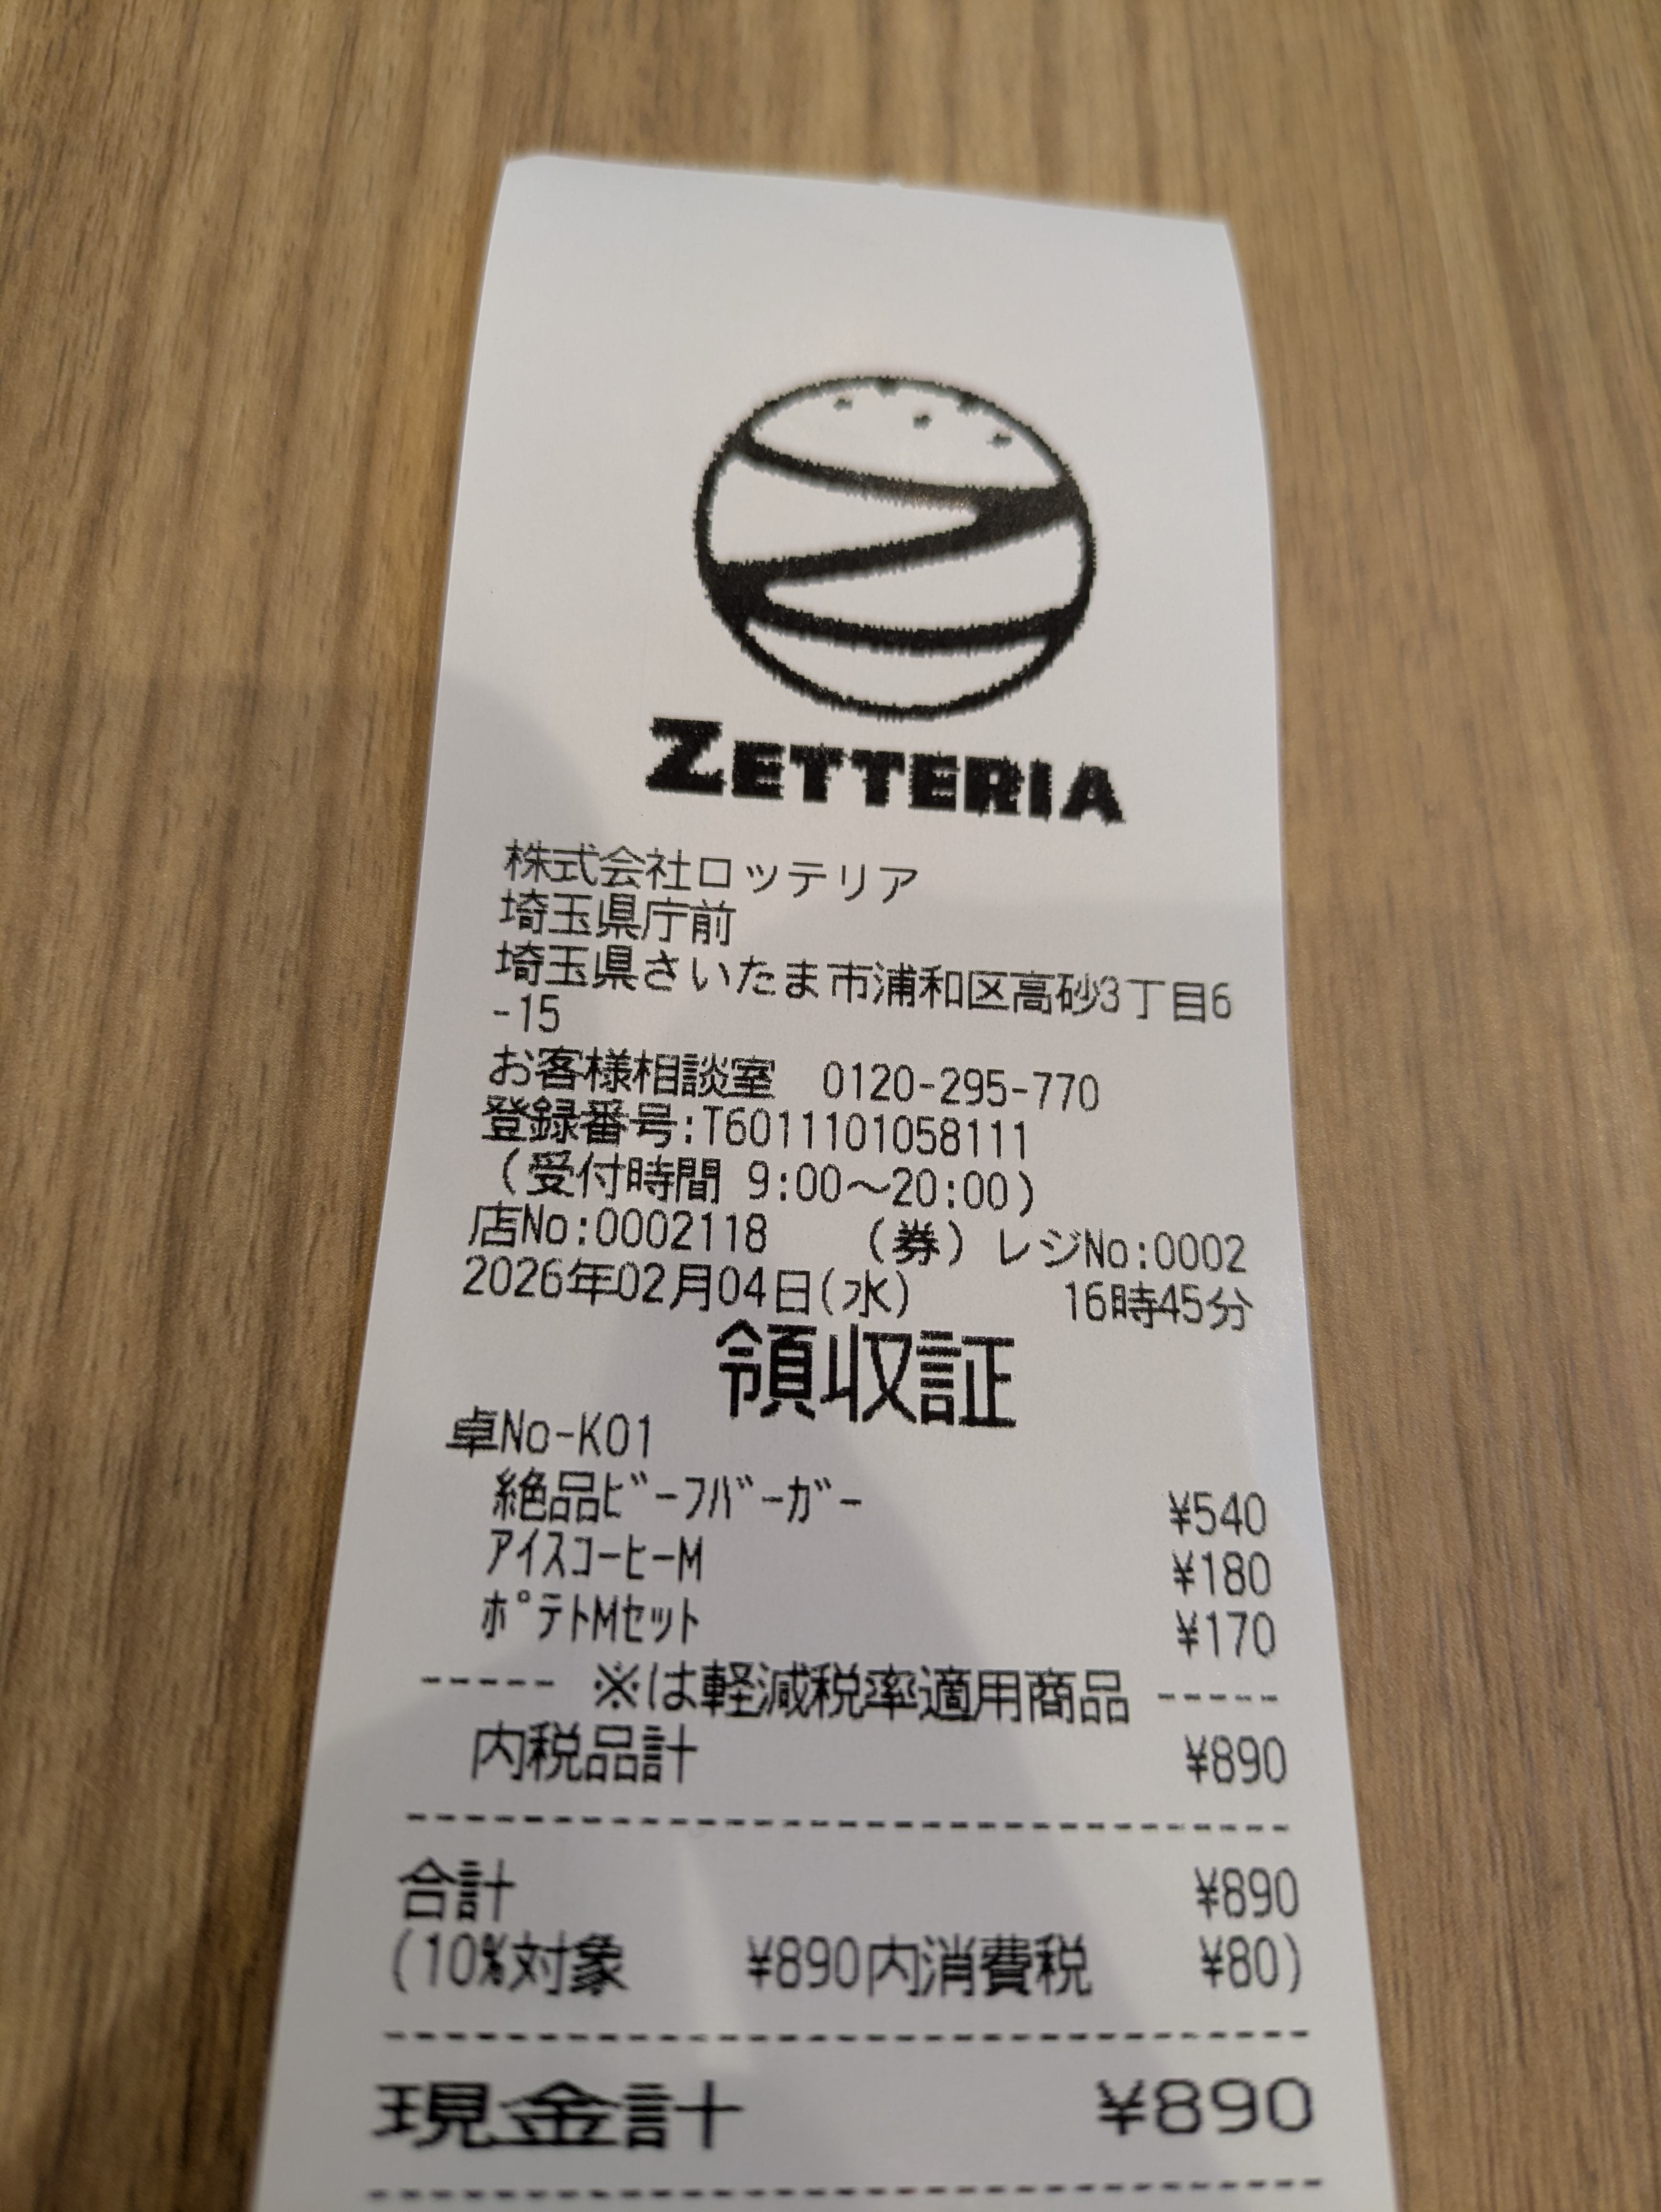 ZETTERIA
株式会社ロッテリア
埼玉県庁前
埼玉県さいたま市浦和区高砂3丁目6
-15
お客様相談室　0120-295-770
登録番号:T6011101058111
(受付時間 9:00～20:00)
店No:0002118　(券) レジNo:0002
2026年02月04日(水)　16時45分
領収証
卓No-K01
絶品ﾋﾞｰﾌﾊﾞｰｶﾞｰ　¥540
ｱｲｽｺｰﾋｰM　¥180
ﾎﾟﾃﾄMｾｯﾄ　¥170
----- ※は軽減税率適用商品 -----
内税品計　¥890
合計　¥890
(10%対象　¥890内消費税　¥80)
現金計　¥890